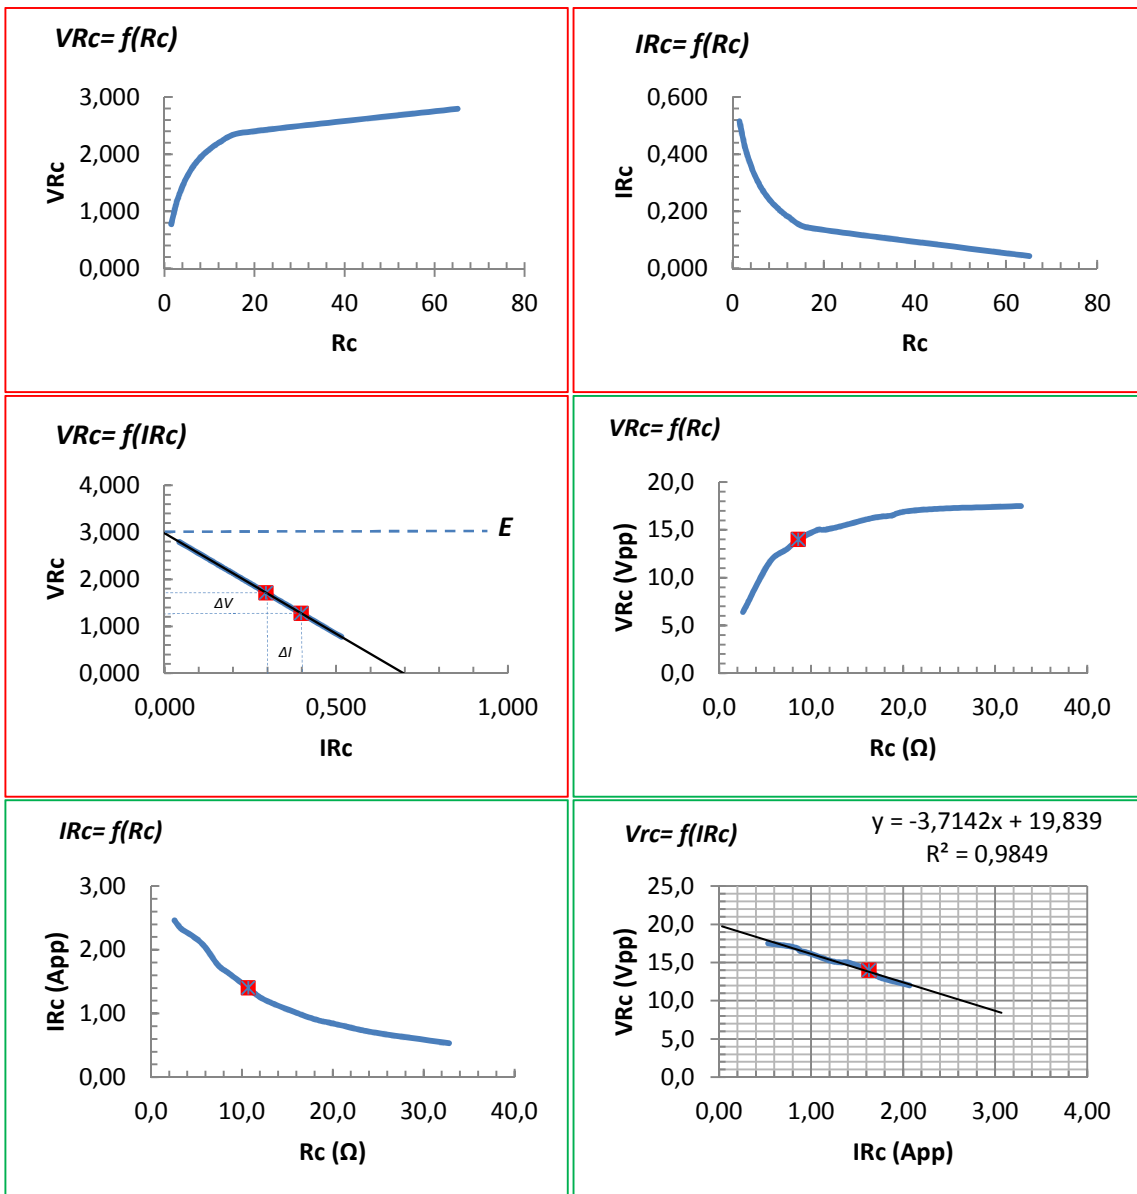 VRc= f(Rc)
3,000
2,000
1,000
0,000
VRc
0 20 40 60 80
Rc
IRc= f(Rc)
0,600
0,400
0,200
0,000
IRc
0 20 40 60 80
Rc
VRc= f(IRc)
4,000
3,000
2,000
1,000
0,000
VRc
E
ΔV
ΔI
0,000 0,500 1,000
IRc
VRc= f(Rc)
20,0
15,0
10,0
5,0
0,0
VRc (Vpp)
0,0 10,0 20,0 30,0 40,0
Rc (Ω)
IRc= f(Rc)
3,00
2,00
1,00
0,00
IRc (App)
0,0 10,0 20,0 30,0 40,0
Rc (Ω)
Vrc= f(IRc)
y = -3,7142x + 19,839
R² = 0,9849
25,0
20,0
15,0
10,0
5,0
0,0
VRc (Vpp)
0,00 1,00 2,00 3,00 4,00
IRc (App)